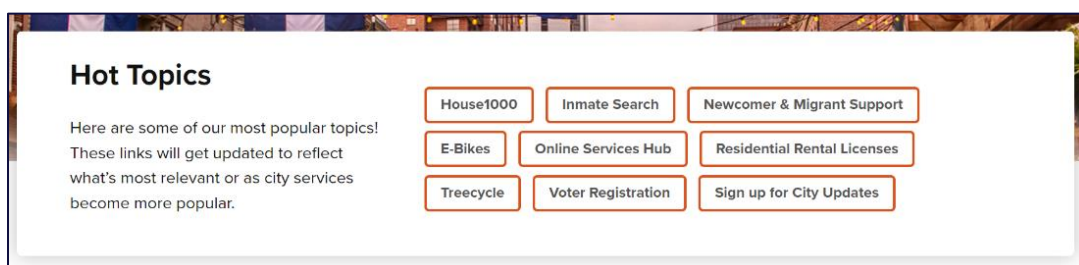 Hot Topics
Here are some of our most popular topics!
These links will get updated to reflect
what's most relevant or as city services
become more popular.
House1000
Inmate Search
Newcomer & Migrant Support
E-Bikes
Online Services Hub
Residential Rental Licenses
Treecycle
Voter Registration
Sign up for City Updates